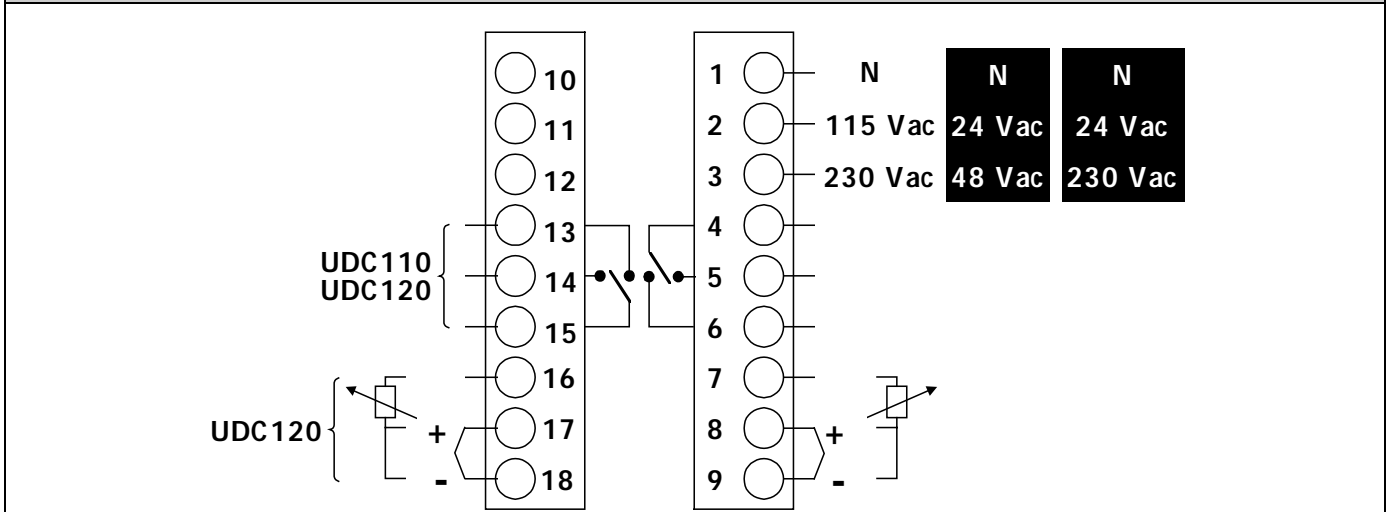 10 1 N N N
11 2 115 Vac 24 Vac 24 Vac
12 3 230 Vac 48 Vac 230 Vac
13 4
UDC110
14 5
UDC120
15 6
16 7
UDC120 + 17 8 +
- 18 9 -